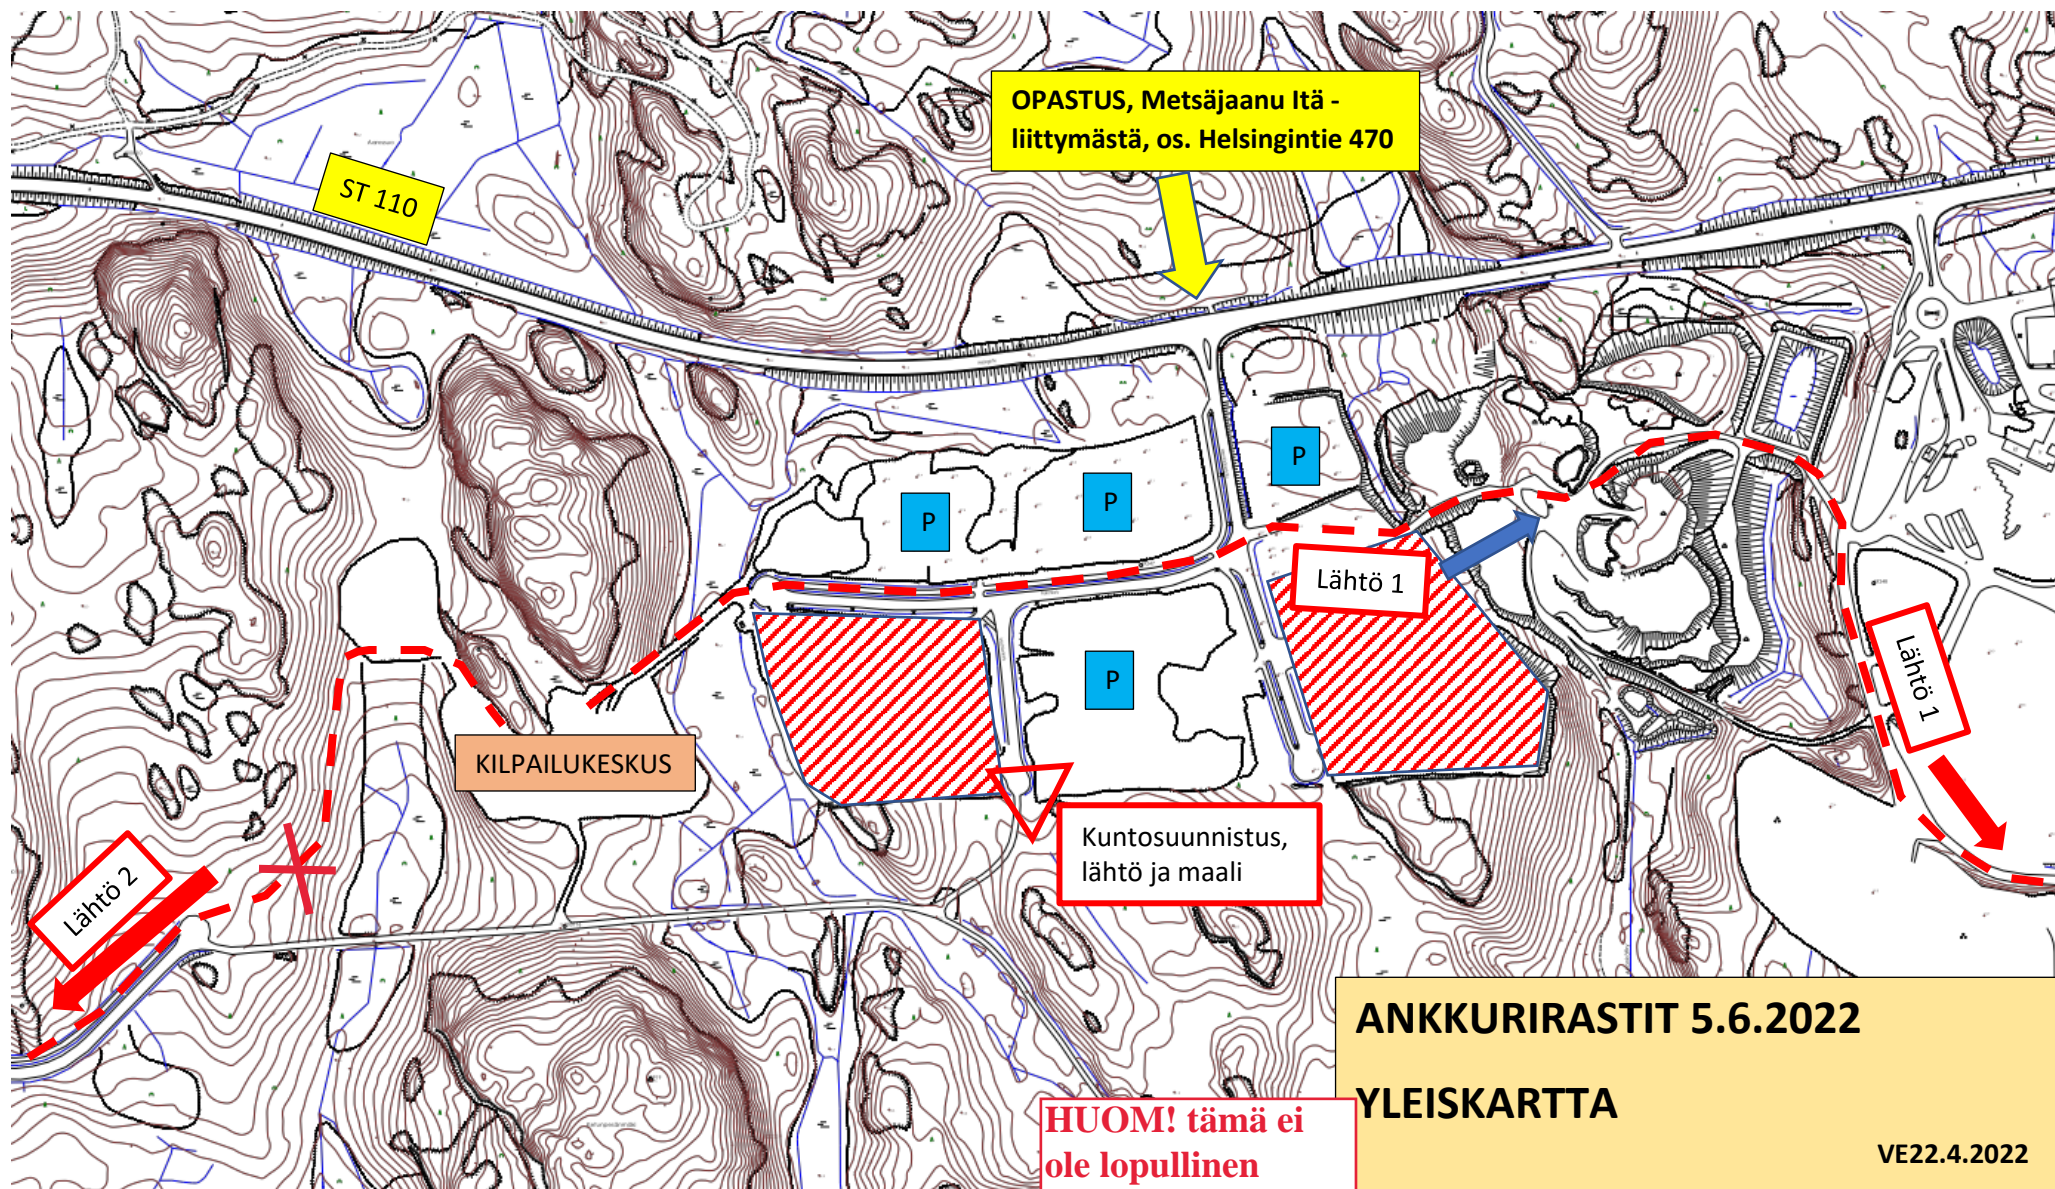 OPASTUS, Metsäjaanu Itä -
liittymästä, os. Helsingintie 470
ST 110
P
P
P
Lähtö 1
P
Lähtö 1
KILPAILUKESKUS
Kuntosuunnistus,
lähtö ja maali
Lähtö 2
ANKKURIRASTIT 5.6.2022
YLEISKARTTA
HUOM! tämä ei
ole lopullinen
VE22.4.2022